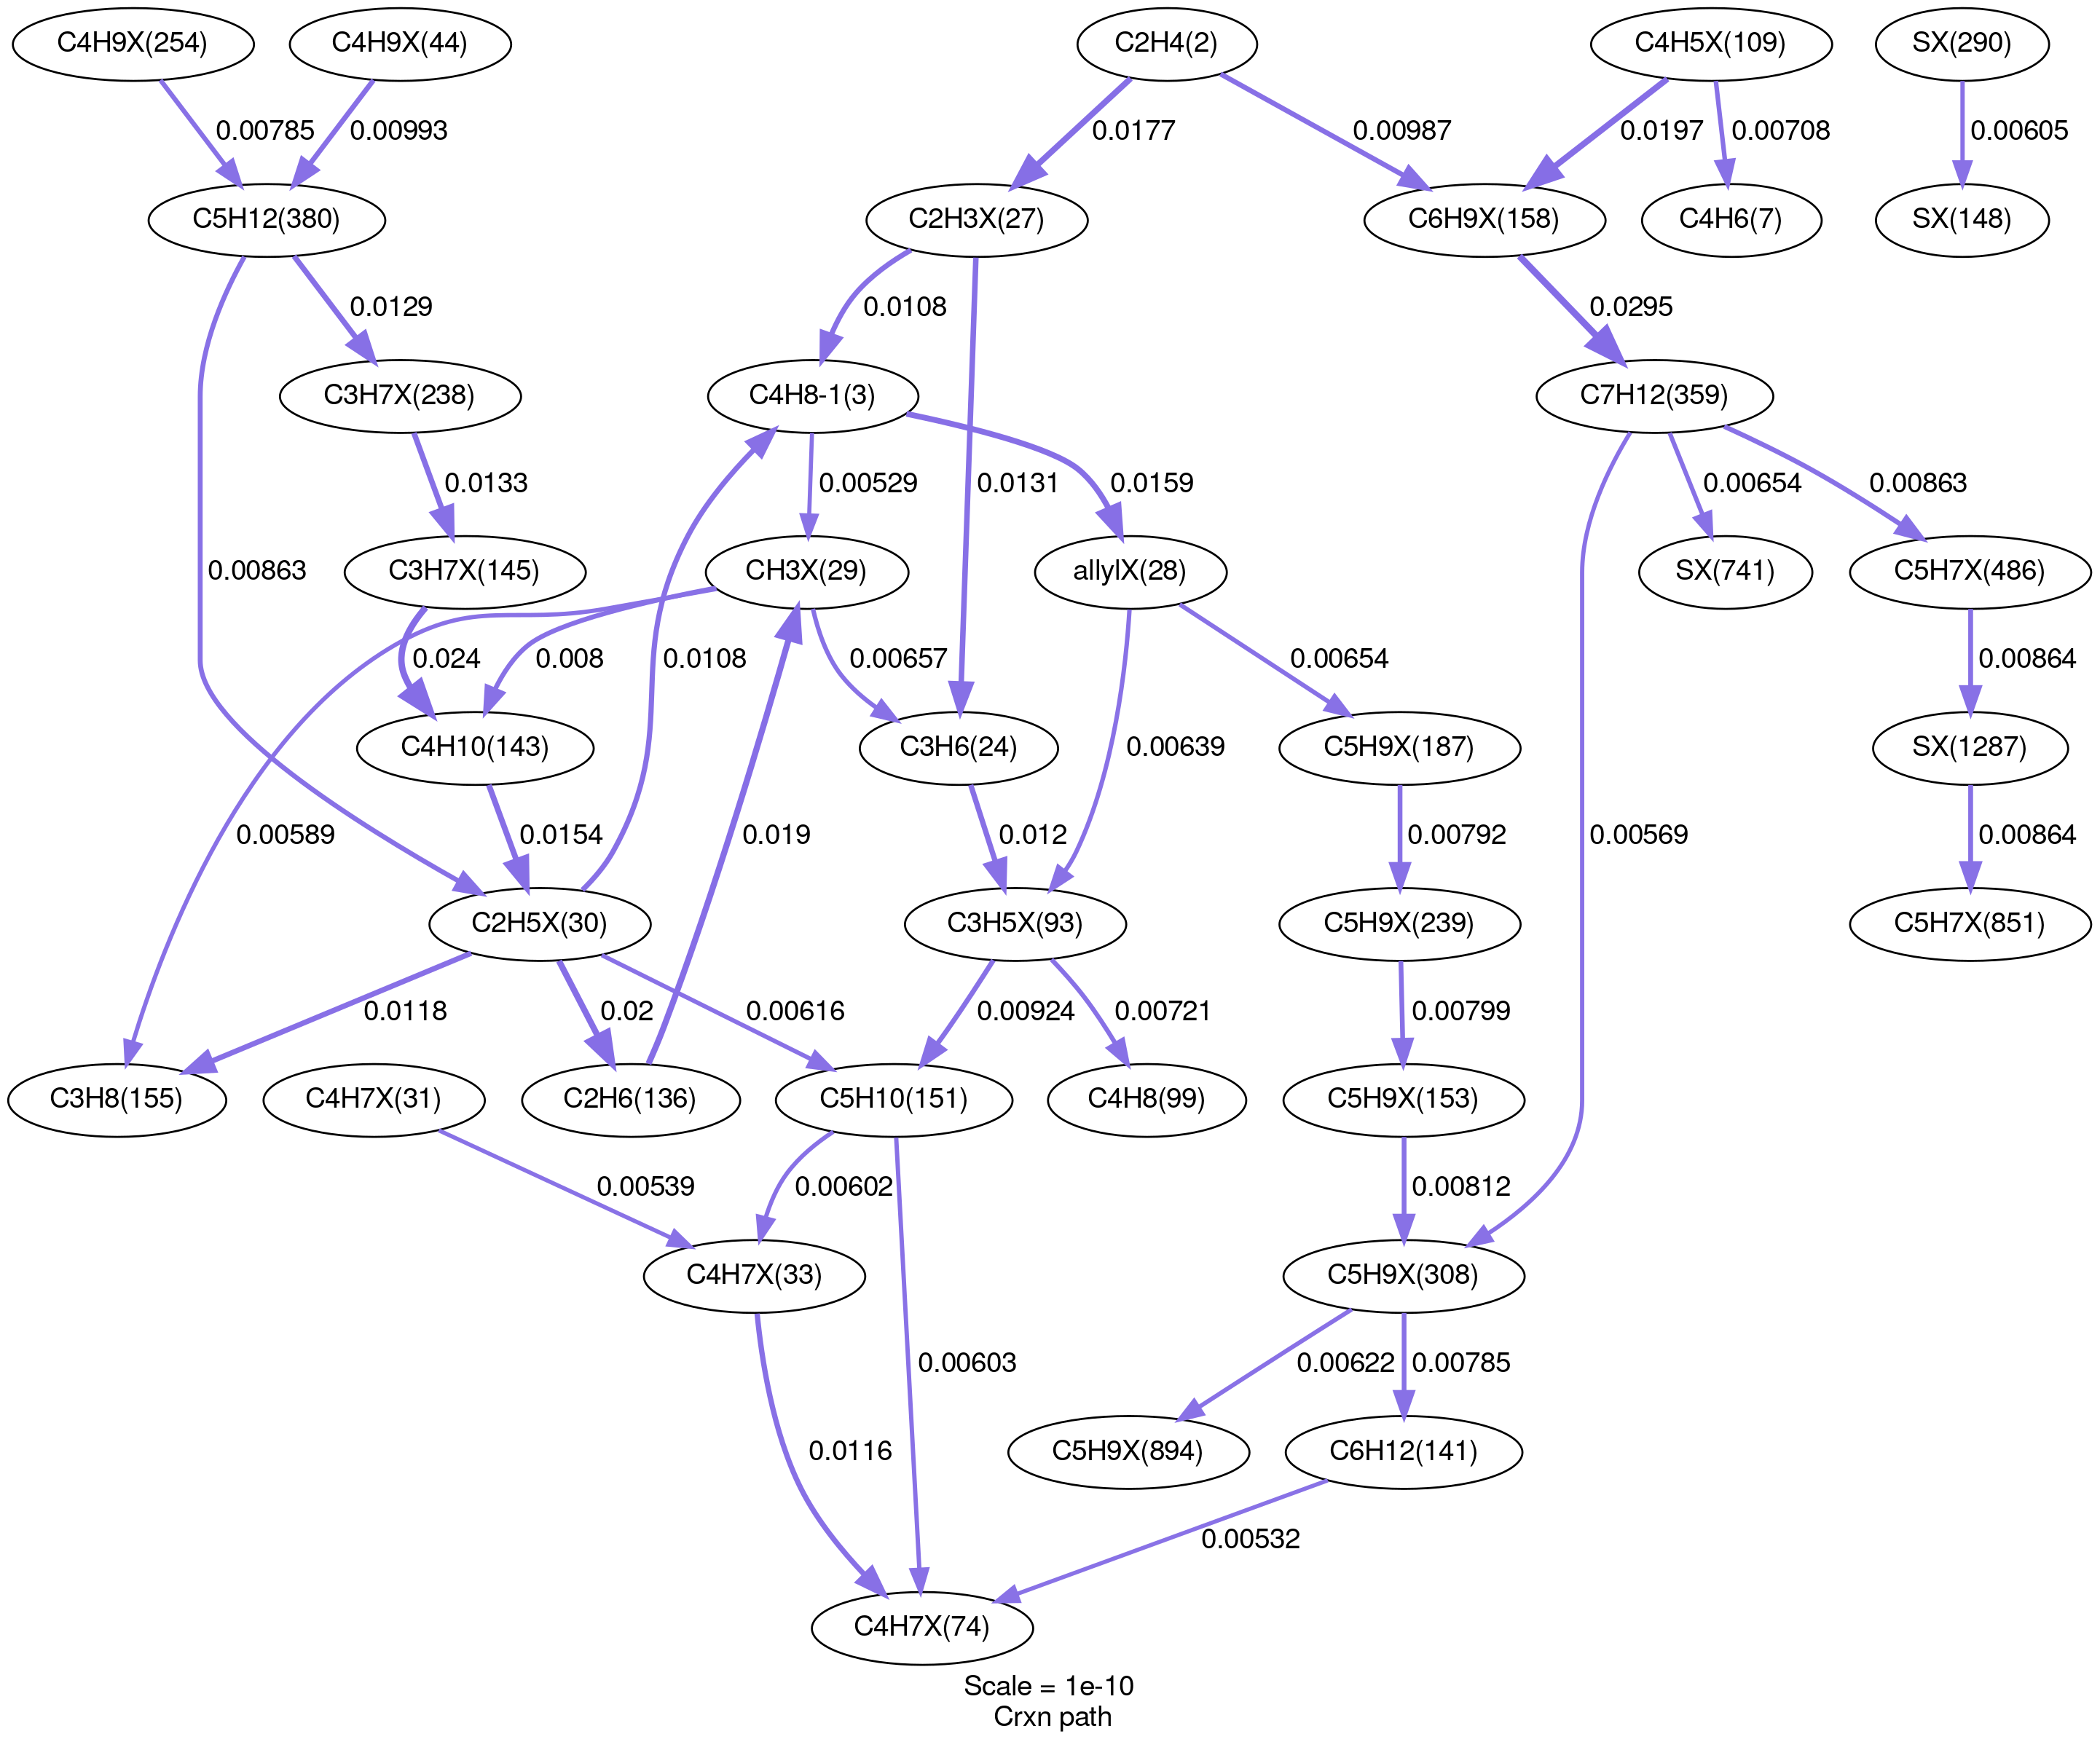 C4H9X(254)
C4H9X(44)
C2H4(2)
C4H5X(109)
SX(290)
0.00785
0.00993
0.0177
0.00987
0.0197
0.00708
0.00605
C5H12(380)
C2H3X(27)
C6H9X(158)
C4H6(7)
SX(148)
0.0129
0.0108
0.0295
C3H7X(238)
C4H8-1(3)
C7H12(359)
0.0133
0.00529
0.0131
0.0159
0.00654
0.00863
0.00863
C3H7X(145)
CH3X(29)
allylX(28)
SX(741)
C5H7X(486)
0.024
0.008
0.0108
0.00657
0.00654
0.00864
C4H10(143)
C3H6(24)
C5H9X(187)
SX(1287)
0.00589
0.0154
0.019
0.012
0.00639
0.00792
0.00569
0.00864
C2H5X(30)
C3H5X(93)
C5H9X(239)
C5H7X(851)
0.0118
0.02
0.00616
0.00924
0.00721
0.00799
C3H8(155)
C4H7X(31)
C2H6(136)
C5H10(151)
C4H8(99)
C5H9X(153)
0.00539
0.00602
0.00812
C4H7X(33)
C5H9X(308)
0.0116
0.00603
0.00622
0.00785
C5H9X(894)
C6H12(141)
0.00532
C4H7X(74)
Scale = 1e-10
Crxn path